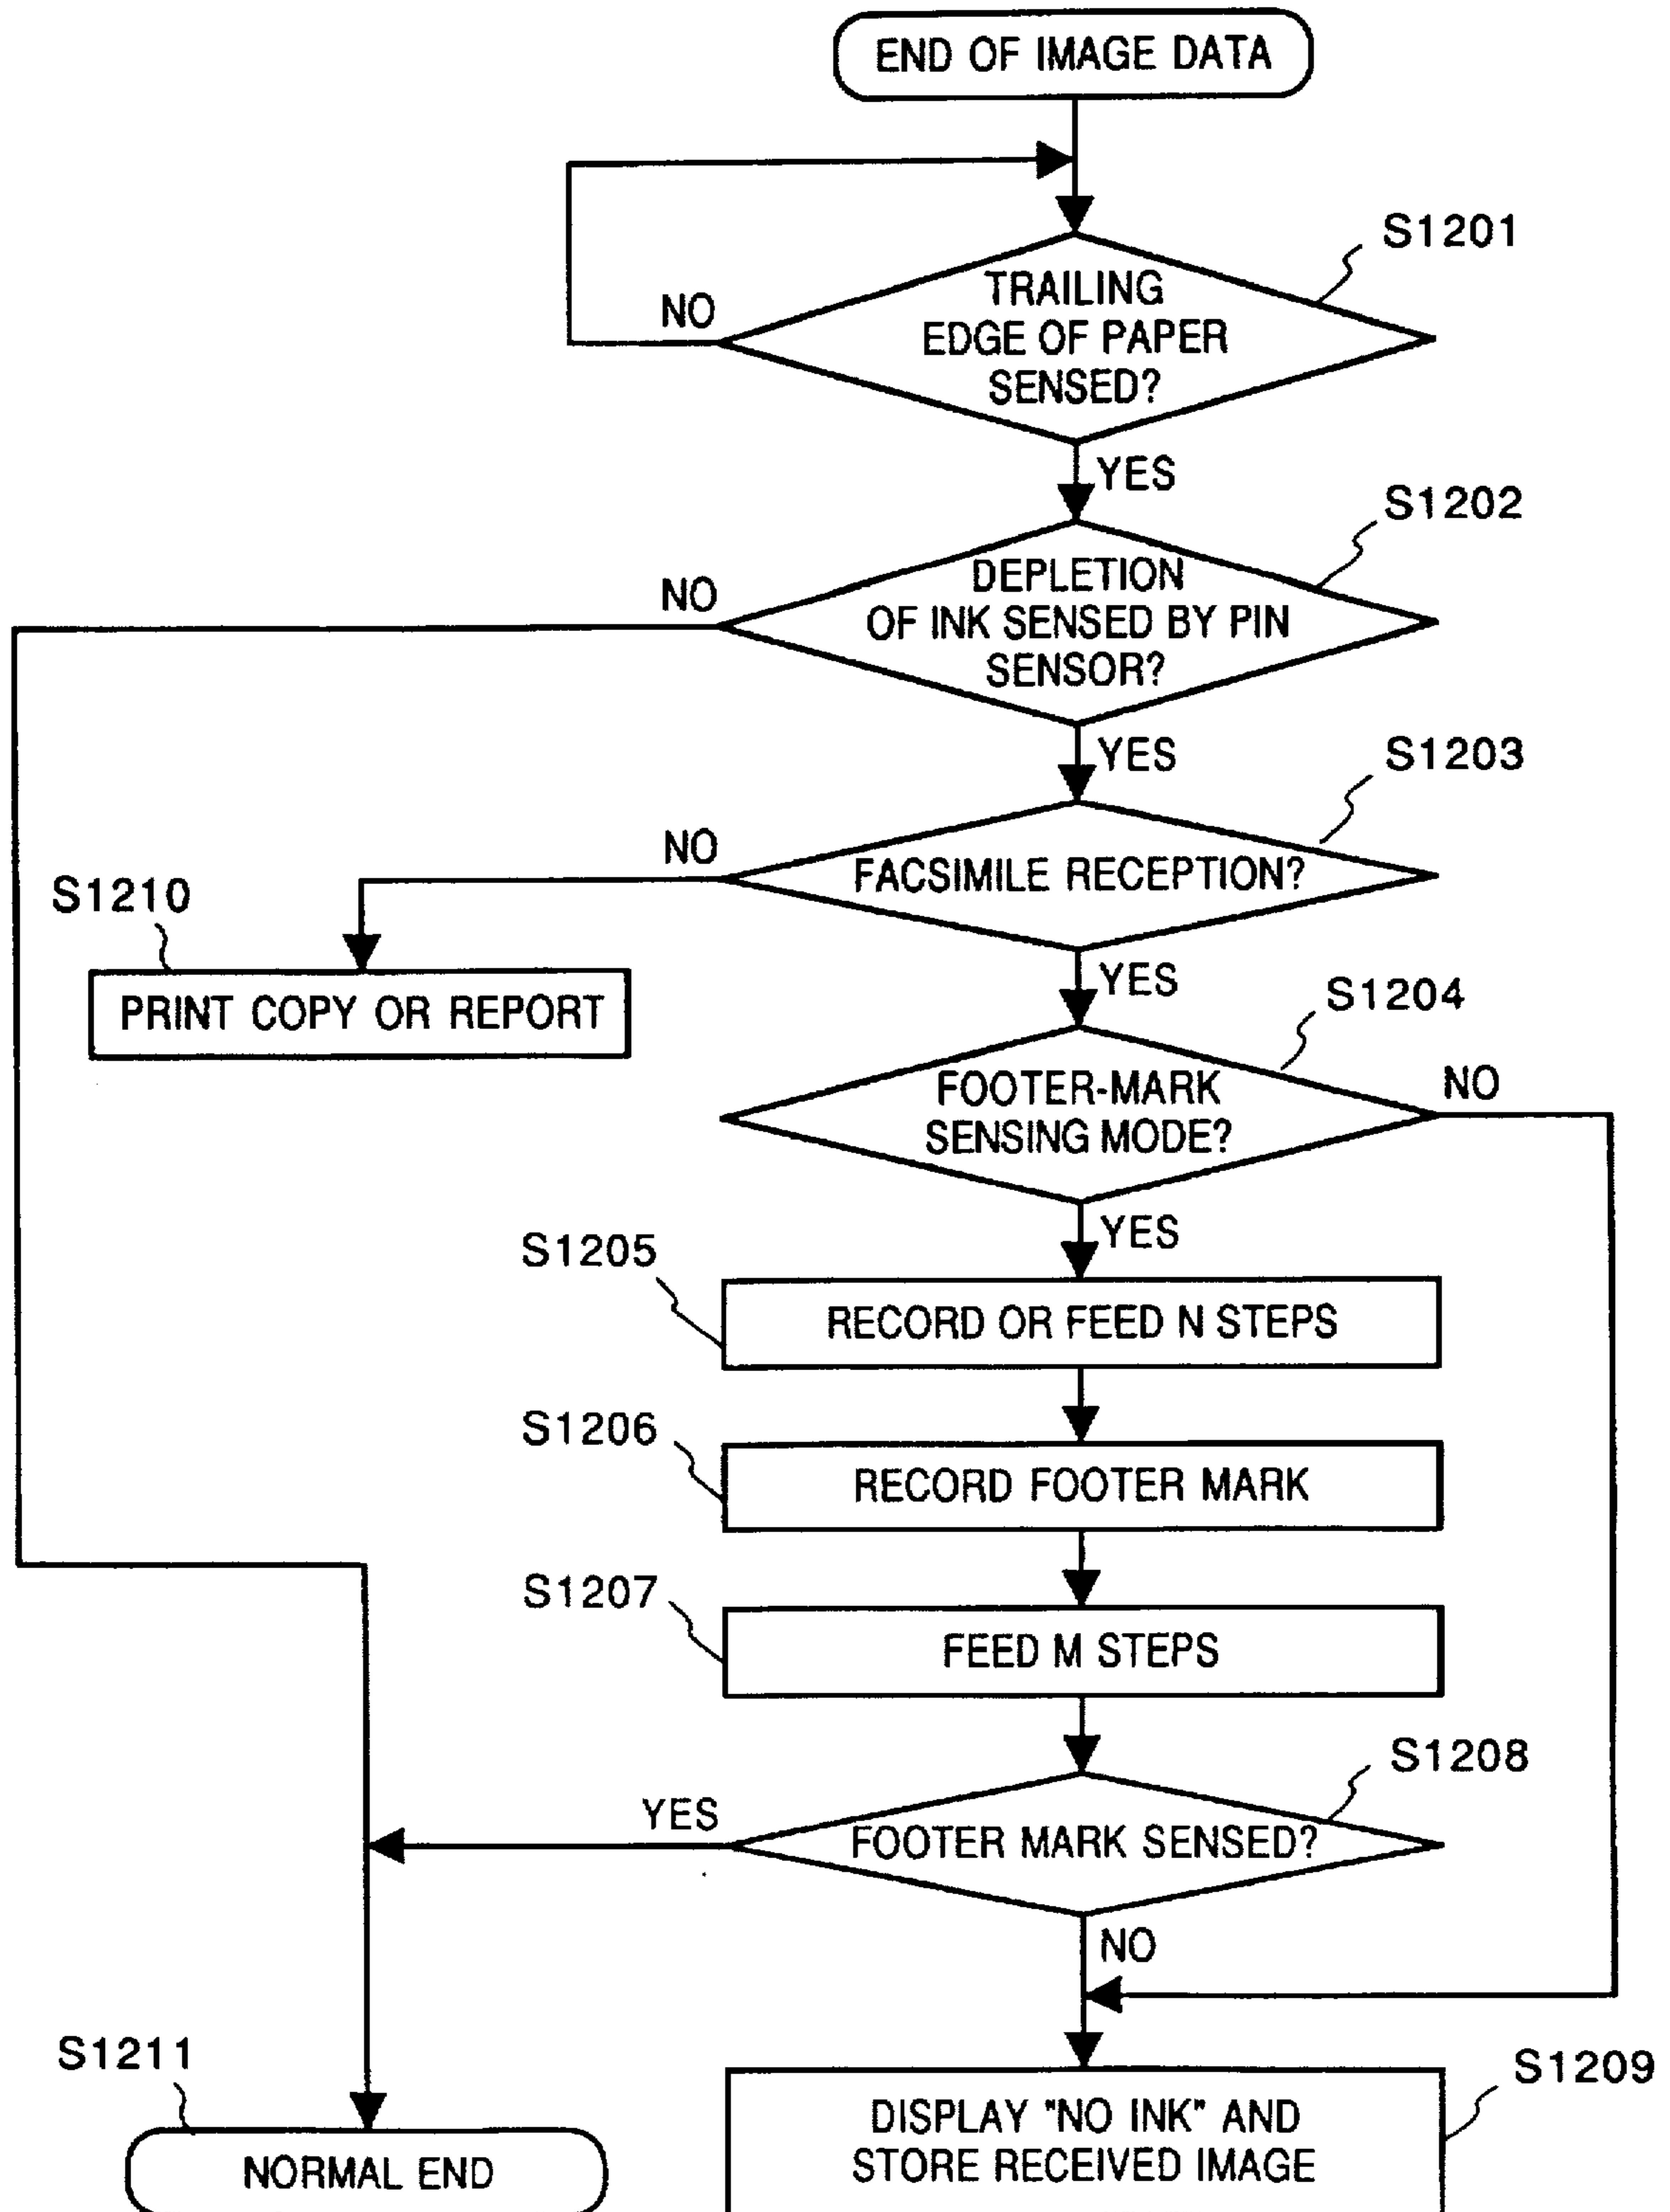 END OF IMAGE DATA
S1201
NO
TRAILING
EDGE OF PAPER
SENSED?
YES
S1202
NO
DEPLETION
OF INK SENSED BY PIN
SENSOR?
YES
S1203
NO
FACSIMILE RECEPTION?
S1210
PRINT COPY OR REPORT
YES
S1204
FOOTER-MARK
SENSING MODE?
NO
YES
S1205
RECORD OR FEED N STEPS
S1206
RECORD FOOTER MARK
S1207
FEED M STEPS
S1208
YES
FOOTER MARK SENSED?
NO
S1211
NORMAL END
S1209
DISPLAY "NO INK" AND
STORE RECEIVED IMAGE